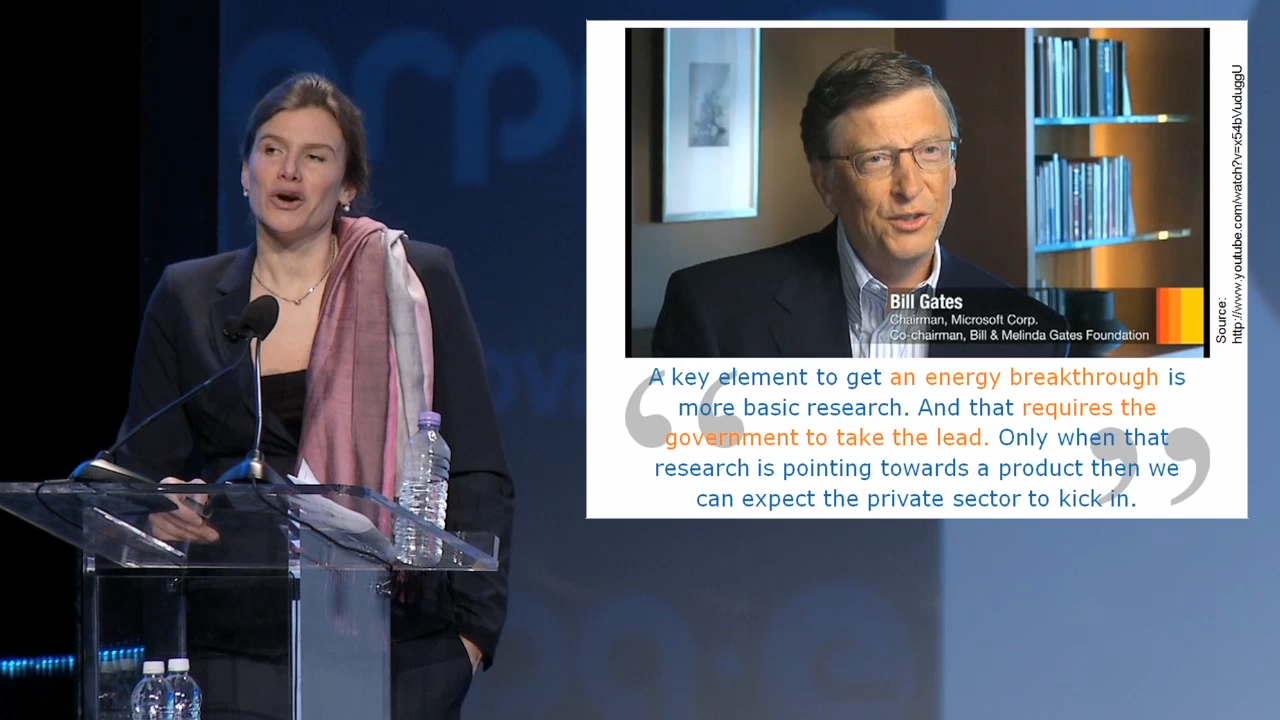 arp
ova
Bill Gates
Chairman, Microsoft Corp.
Co-chairman, Bill & Melinda Gates Foundation
Source:
http://www.youtube.com/watch?v=x54bVuduggU
“A key element to get an energy breakthrough is
more basic research. And that requires the
government to take the lead. Only when that
research is pointing towards a product then we
can expect the private sector to kick in.”